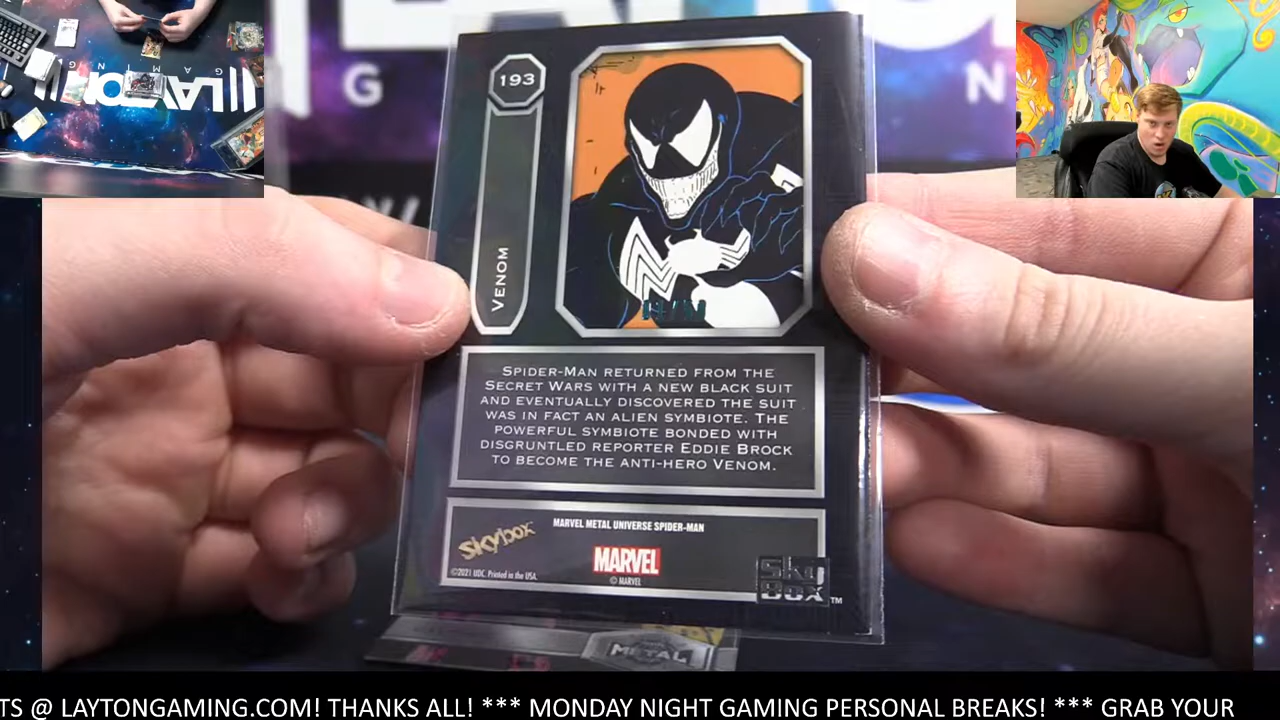 LAYTON
G
N
193
VENOM
SPIDER-MAN RETURNED FROM THE
SECRET WARS WITH A NEW BLACK SUIT
AND EVENTUALLY DISCOVERED THE SUIT
WAS IN FACT AN ALIEN SYMBIOTE. THE
POWERFUL SYMBIOTE BONDED WITH
DISGRUNTLED REPORTER EDDIE BROCK
TO BECOME THE ANTI-HERO VENOM.
MARVEL METAL UNIVERSE SPIDER-MAN
skybox
MARVEL
©2021 UDC. Printed in the USA.
© MARVEL
SKY
BOX
TM
METAL
TS @ LAYTONGAMING.COM! THANKS ALL! *** MONDAY NIGHT GAMING PERSONAL BREAKS! *** GRAB YOUR